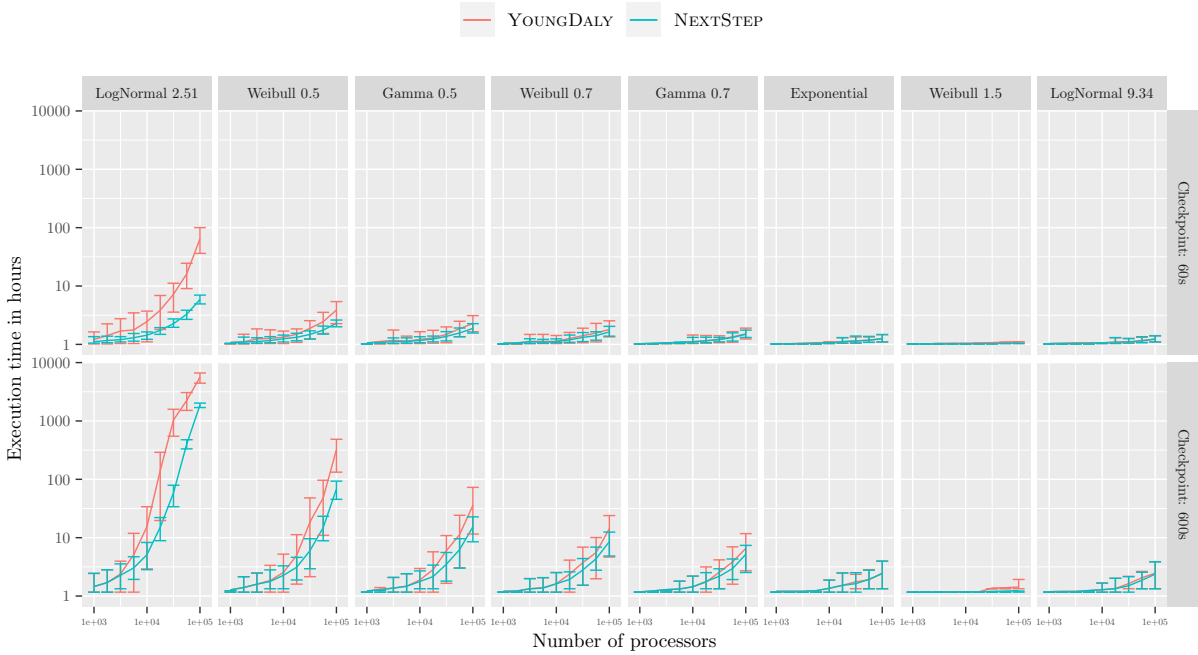 YOUNGDALY NEXTSTEP
LogNormal 2.51 Weibull 0.5 Gamma 0.5 Weibull 0.7 Gamma 0.7 Exponential Weibull 1.5 LogNormal 9.34
Execution time in hours
10000
1000
100
10
1
Checkpoint: 60s
10000
1000
100
10
1
Checkpoint: 600s
1e+03 1e+04 1e+05 1e+03 1e+04 1e+05 1e+03 1e+04 1e+05 1e+03 1e+04 1e+05 1e+03 1e+04 1e+05 1e+03 1e+04 1e+05 1e+03 1e+04 1e+05 1e+03 1e+04 1e+05
Number of processors